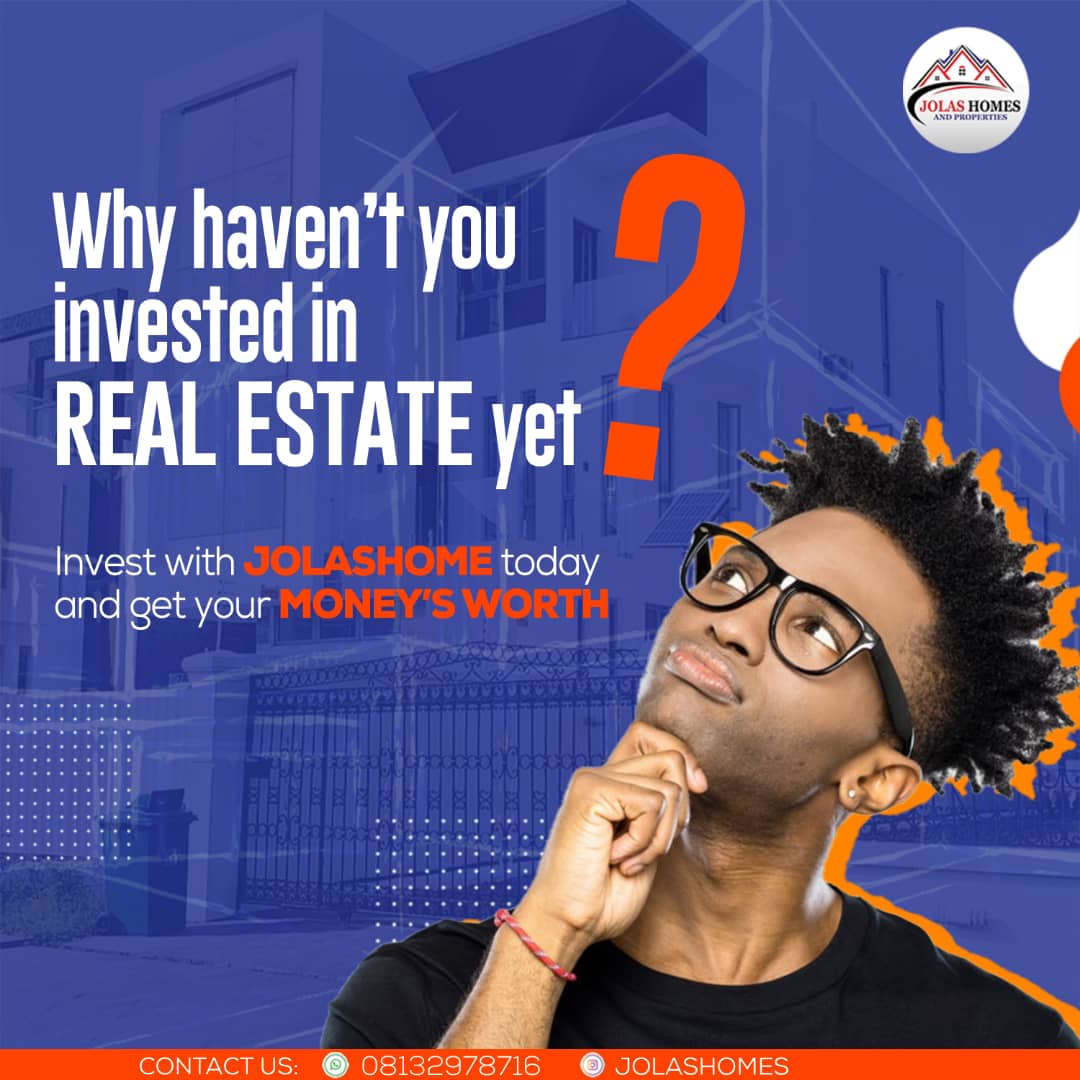 JOLAS HOMES
AND PROPERTIES
Why haven't you
invested in
REAL ESTATE yet
?
Invest with JOLASHOME today
and get your MONEY'S WORTH
CONTACT US: 08132978716 JOLASHOMES